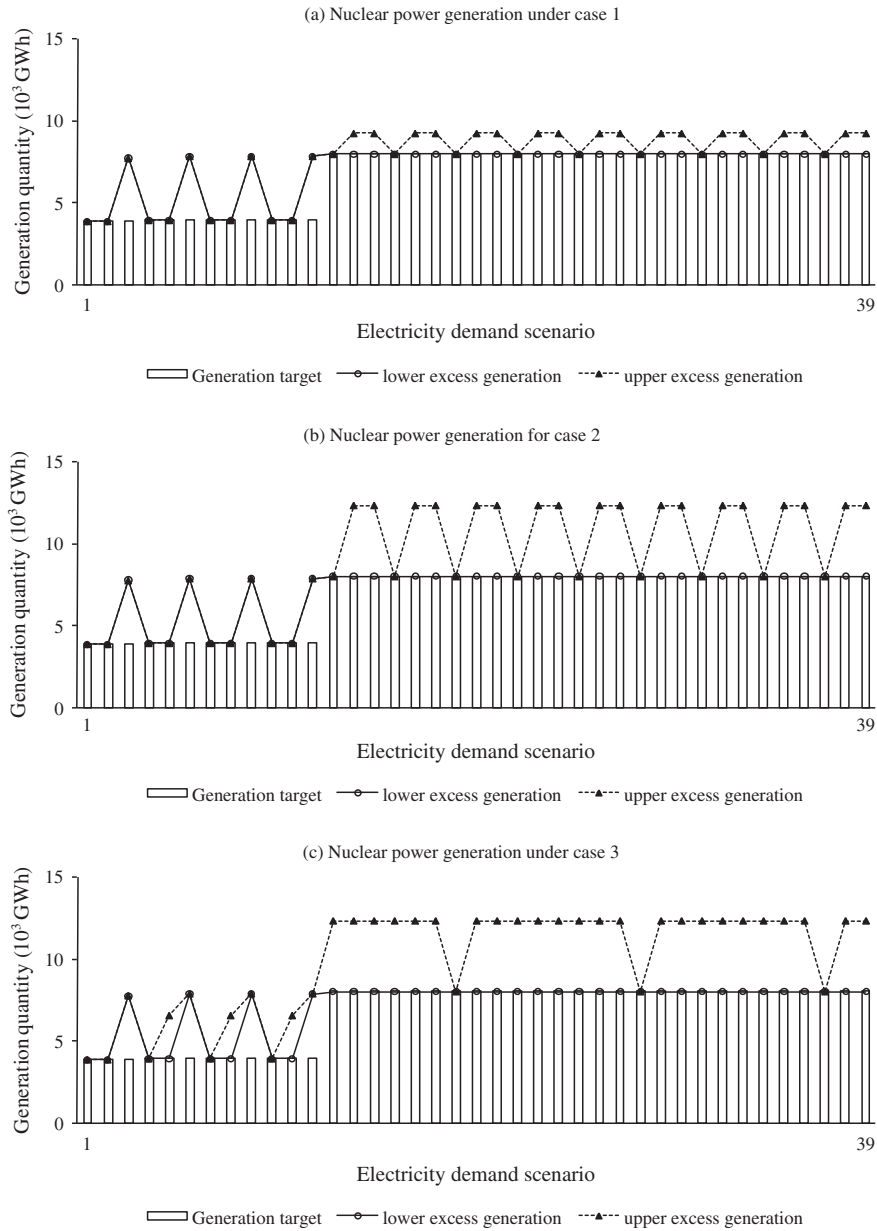 (a) Nuclear power generation under case 1
Generation quantity (10³ GWh)
15
10
5
0
1
39
Electricity demand scenario
Generation target
lower excess generation
upper excess generation
(b) Nuclear power generation for case 2
Generation quantity (10³ GWh)
15
10
5
0
1
39
Electricity demand scenario
Generation target
lower excess generation
upper excess generation
(c) Nuclear power generation under case 3
Generation quantity (10³ GWh)
15
10
5
0
1
39
Electricity demand scenario
Generation target
lower excess generation
upper excess generation